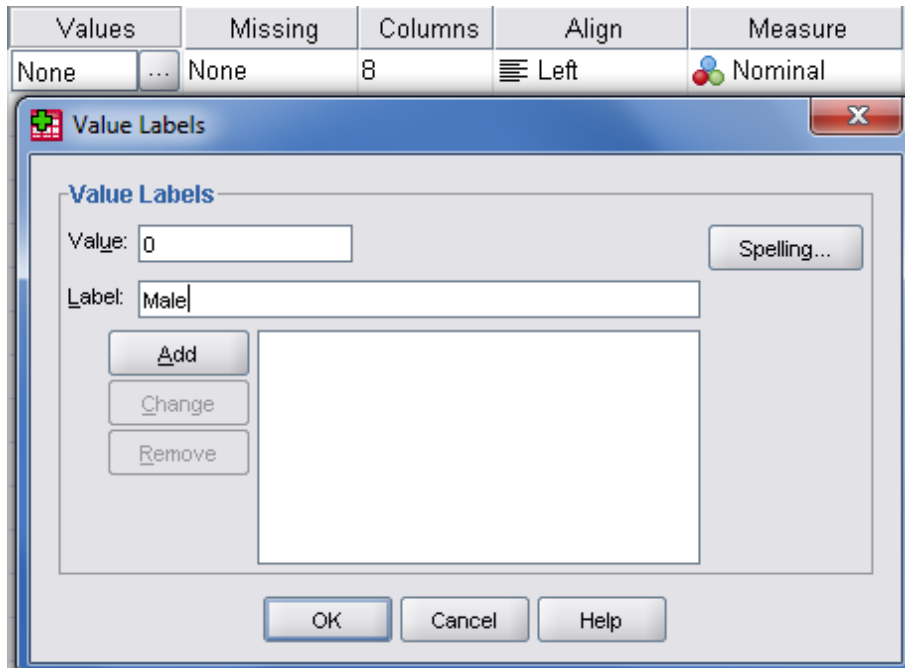 Values Missing Columns Align Measure
None ... None 8 Left Nominal
Value Labels
Value Labels
Value: 0
Spelling...
Label: Male
Add
Change
Remove
OK Cancel Help